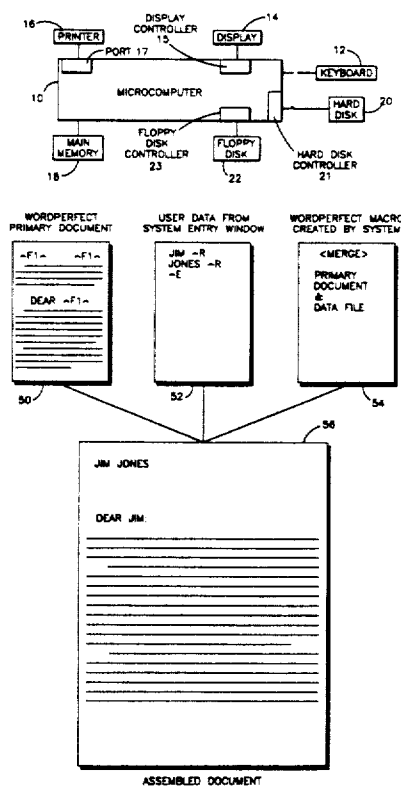 DISPLAY
CONTROLLER
15
16
14
PRINTER
DISPLAY
PORT 17
12
KEYBOARD
10
MICROCOMPUTER
20
HARD
DISK
MAIN
MEMORY
18
FLOPPY
DISK
CONTROLLER
23
FLOPPY
DISK
22
HARD DISK
CONTROLLER
21
WORDPERFECT
PRIMARY DOCUMENT
USER DATA FROM
SYSTEM ENTRY WINDOW
WORDPERFECT MACRO
CREATED BY SYSTEM
~F1~ ~F1~
DEAR ~F1~
JIM ~R
JONES ~R
~E
<MERGE>
PRIMARY
DOCUMENT
&
DATA FILE
50
52
54
56
JIM JONES
DEAR JIM:
ASSEMBLED DOCUMENT